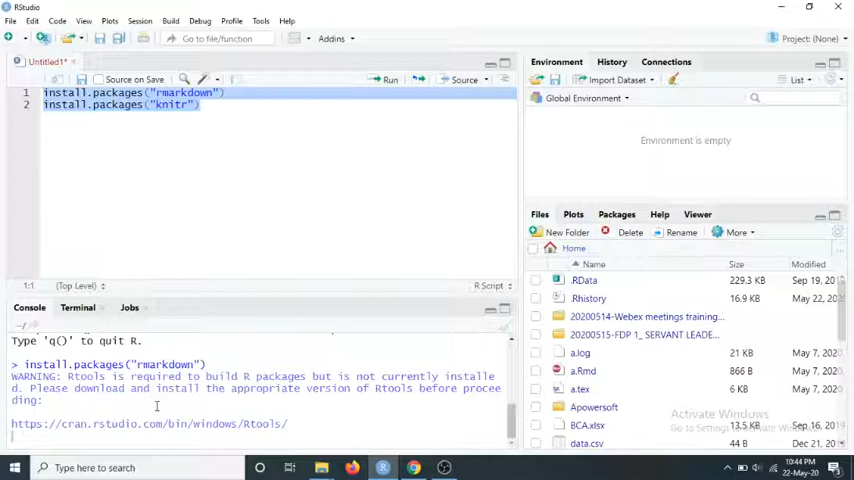 RStudio
File Edit Code View Plots Session Build Debug Profile Tools Help
Go to file/function Addins Project: (None)
Untitled1*
Source on Save Run Source
1 install.packages("rmarkdown")
2 install.packages("knitr")
1:1 (Top Level) R Script
Console Terminal Jobs
~/
Type 'q()' to quit R.
> install.packages("rmarkdown")
WARNING: Rtools is required to build R packages but is not currently installe
d. Please download and install the appropriate version of Rtools before procee
ding:
https://cran.rstudio.com/bin/windows/Rtools/
Environment History Connections
Import Dataset List
Global Environment
Environment is empty
Files Plots Packages Help Viewer
New Folder Delete Rename More
Home
Name Size Modified
.RData 229.3 KB Sep 19, 201
.Rhistory 16.9 KB May 22, 20
20200514-Webex meetings training...
20200515-FDP 1_ SERVANT LEADE...
a.log 21 KB May 7, 2020,
a.Rmd 866 B May 7, 2020,
a.tex 6 KB May 7, 2020,
Apowersoft
BCA.xlsx 13.5 KB Sep 16, 201
data.csv 44 B Dec 21, 201
Activate Windows
Go to Settings to activate Windows.
Type here to search
10:44 PM
22-May-20
3